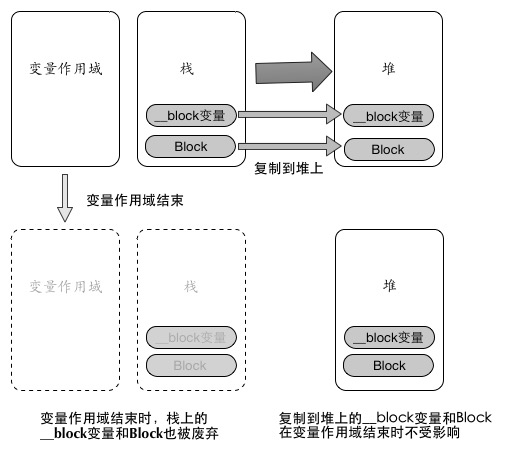 变量作用域
栈
堆
__block变量
__block变量
Block
Block
复制到堆上
变量作用域结束
变量作用域
栈
堆
__block变量
__block变量
Block
Block
变量作用域结束时，栈上的
__block变量和Block也被废弃
复制到堆上的__block变量和Block
在变量作用域结束时不受影响